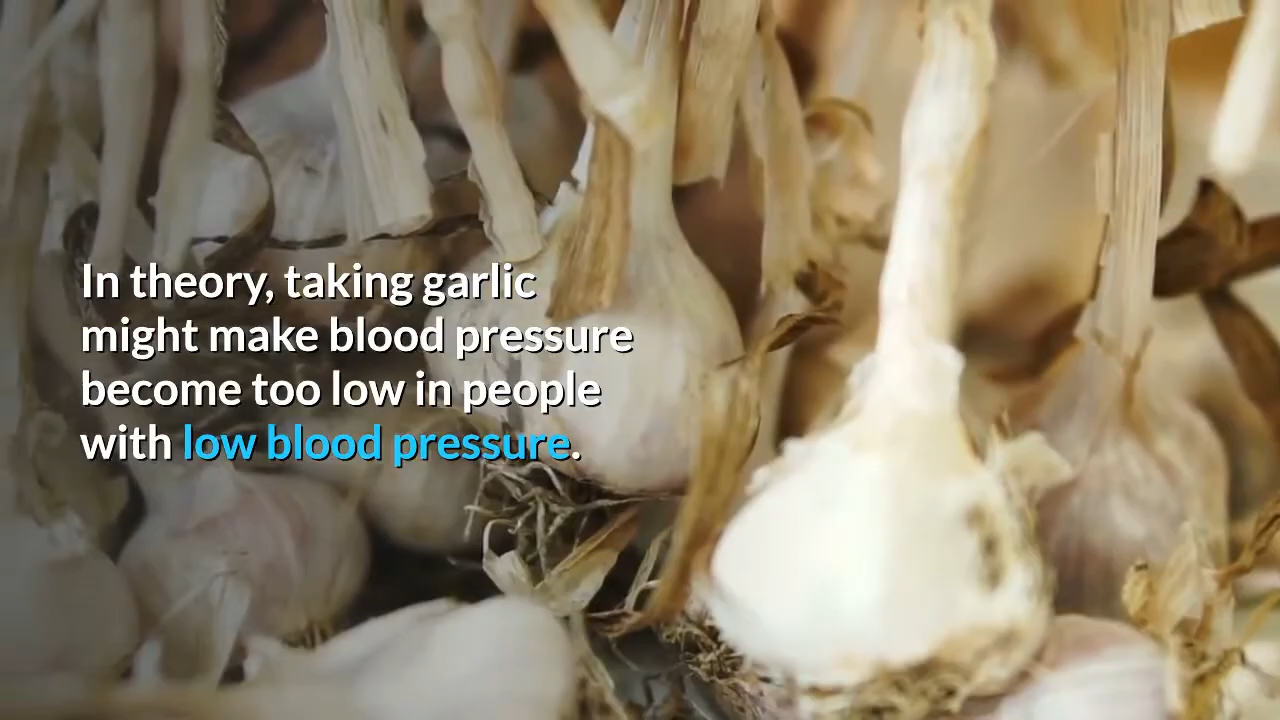 In theory, taking garlic
might make blood pressure
become too low in people
with low blood pressure.